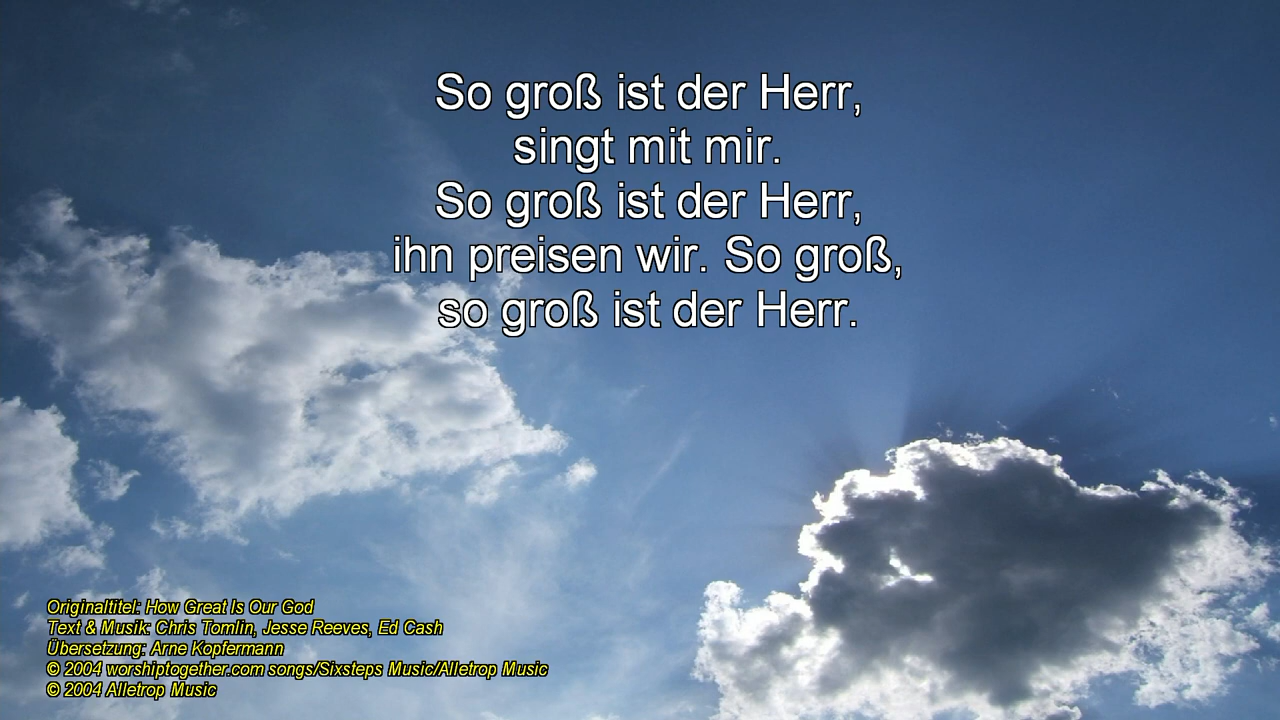 So groß ist der Herr,
singt mit mir.
So groß ist der Herr,
ihn preisen wir. So groß,
so groß ist der Herr.
Originaltitel: How Great Is Our God
Text & Musik: Chris Tomlin, Jesse Reeves, Ed Cash
Übersetzung: Arne Kopfermann
© 2004 worshiptogether.com songs/Sixsteps Music/Alletrop Music
© 2004 Alletrop Music